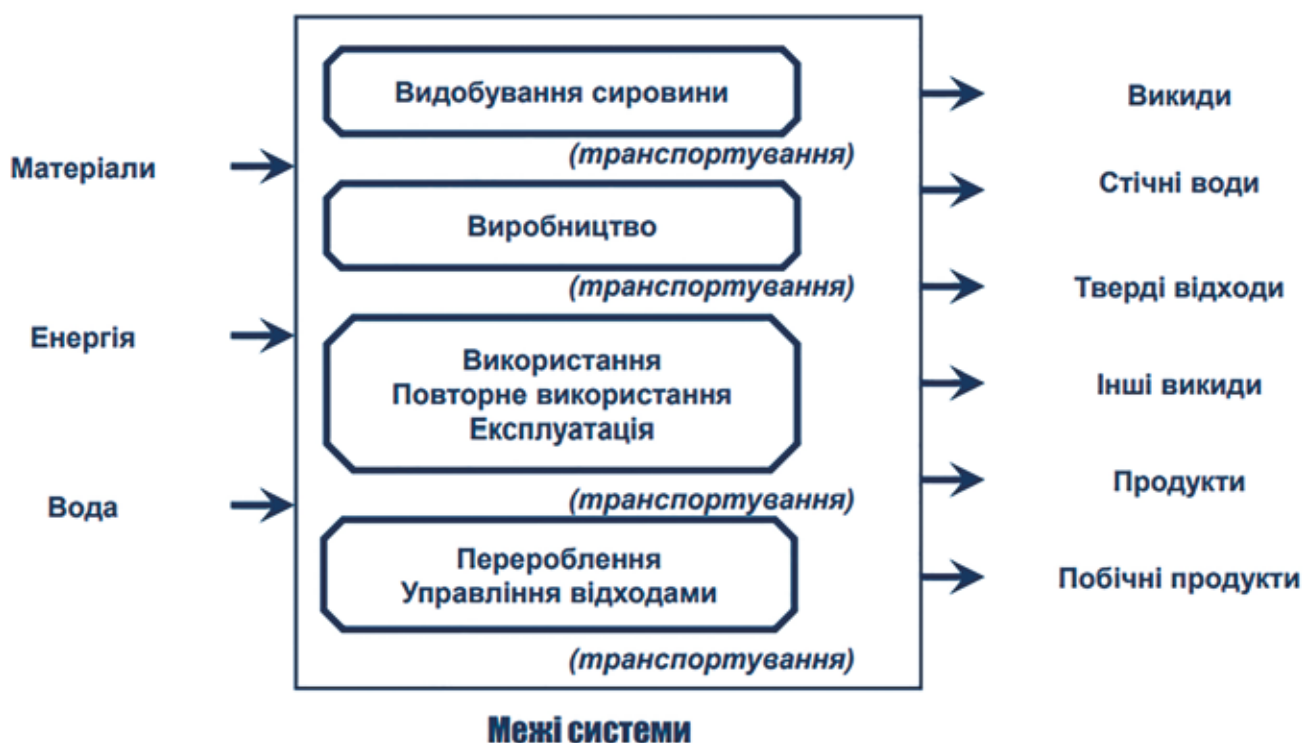 Матеріали
Енергія
Вода
Видобування сировини
(транспортування)
Виробництво
(транспортування)
Використання
Повторне використання
Експлуатація
(транспортування)
Перероблення
Управління відходами
(транспортування)
Викиди
Стічні води
Тверді відходи
Інші викиди
Продукти
Побічні продукти
Межі системи